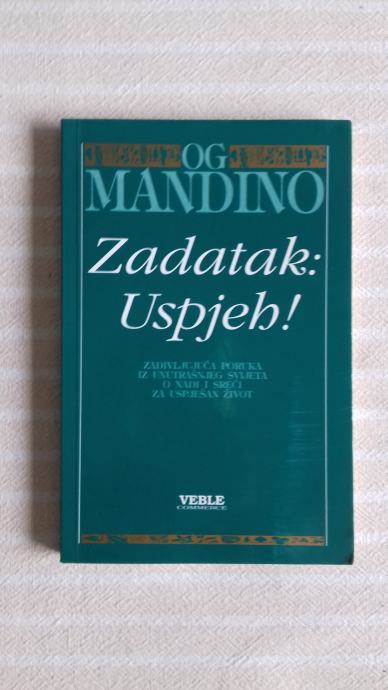 OG
MANDINO
Zadatak:
Uspjeh!
ZADIVLJUJUĆA PORUKA
IZ UNUTRAŠNJEG SVIJETA
O NADI I SREĆI
ZA USPJEŠAN ŽIVOT
VEBLE
COMMERCE